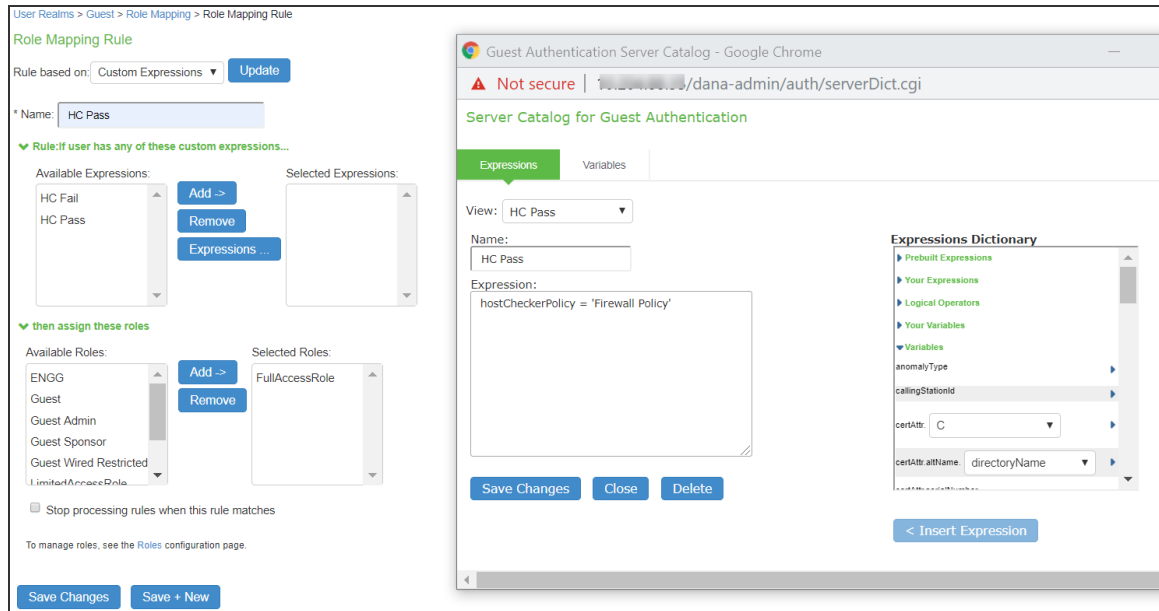 User Realms > Guest > Role Mapping > Role Mapping Rule
Role Mapping Rule
Rule based on: Custom Expressions Update
* Name: HC Pass
Rule:If user has any of these custom expressions...
Available Expressions: Selected Expressions:
HC Fail
HC Pass
Add ->
Remove
Expressions ...
then assign these roles
Available Roles: Selected Roles:
ENGG
Guest
Guest Admin
Guest Sponsor
Guest Wired Restricted
LimitedAccessRole
Add ->
Remove
FullAccessRole
Stop processing rules when this rule matches
To manage roles, see the Roles configuration page.
Save Changes Save + New
Guest Authentication Server Catalog - Google Chrome
Not secure | /dana-admin/auth/serverDict.cgi
Server Catalog for Guest Authentication
Expressions Variables
View: HC Pass
Name:
HC Pass
Expression:
hostCheckerPolicy = 'Firewall Policy'
Save Changes Close Delete
Expressions Dictionary
Prebuilt Expressions
Your Expressions
Logical Operators
Your Variables
Variables
anomalyType
callingStationId
certAttr. C
certAttr.altName. directoryName
certAttr.serialNumber
< Insert Expression